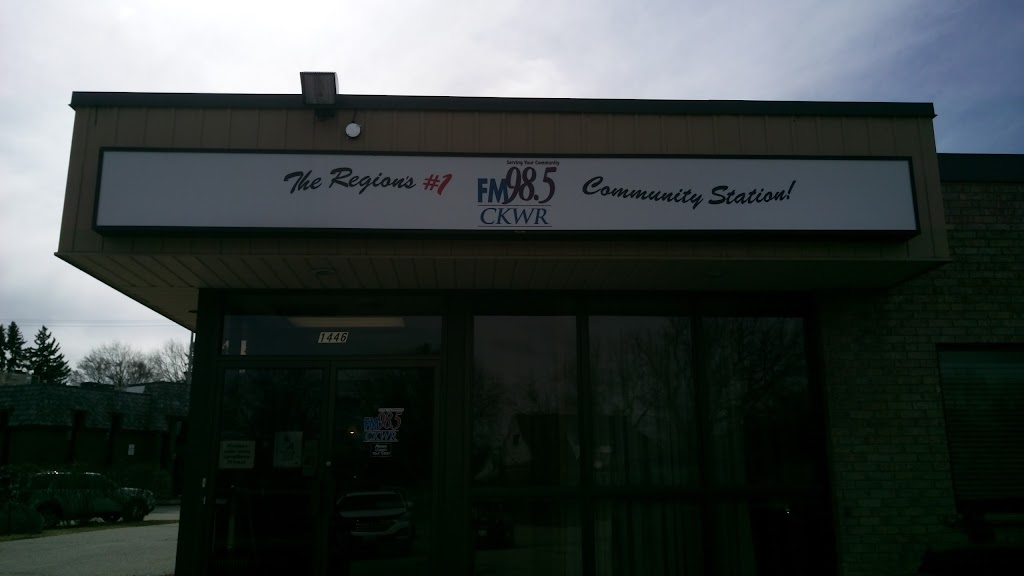 Serving Your Community
The Region's #1 FM98.5 Community Station!
CKWR
1446
FM98.5
CKWR